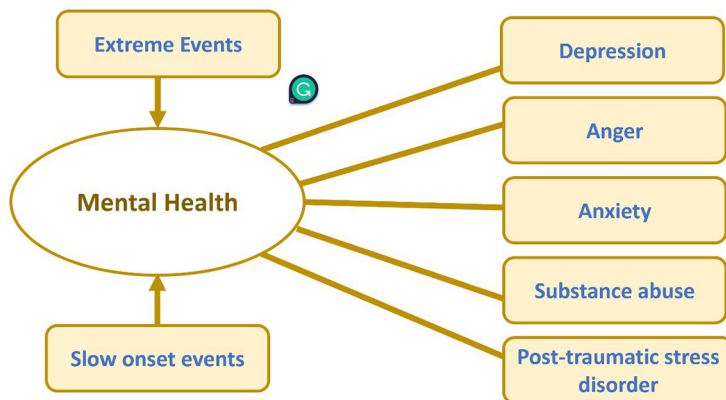 Extreme Events
Depression
Anger
Mental Health
Anxiety
Substance abuse
Slow onset events
Post-traumatic stress
disorder